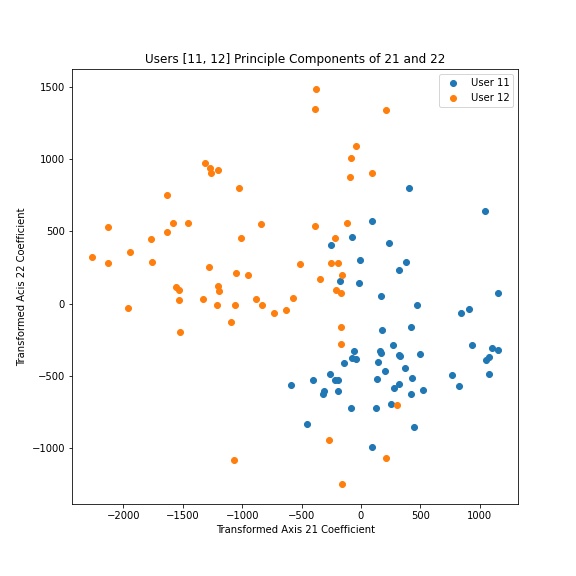 Users [11, 12] Principle Components of 21 and 22
User 11
User 12
1500
1000
500
0
−500
−1000
Transformed Acis 22 Coefficient
−2000
−1500
−1000
−500
0
500
1000
Transformed Axis 21 Coefficient